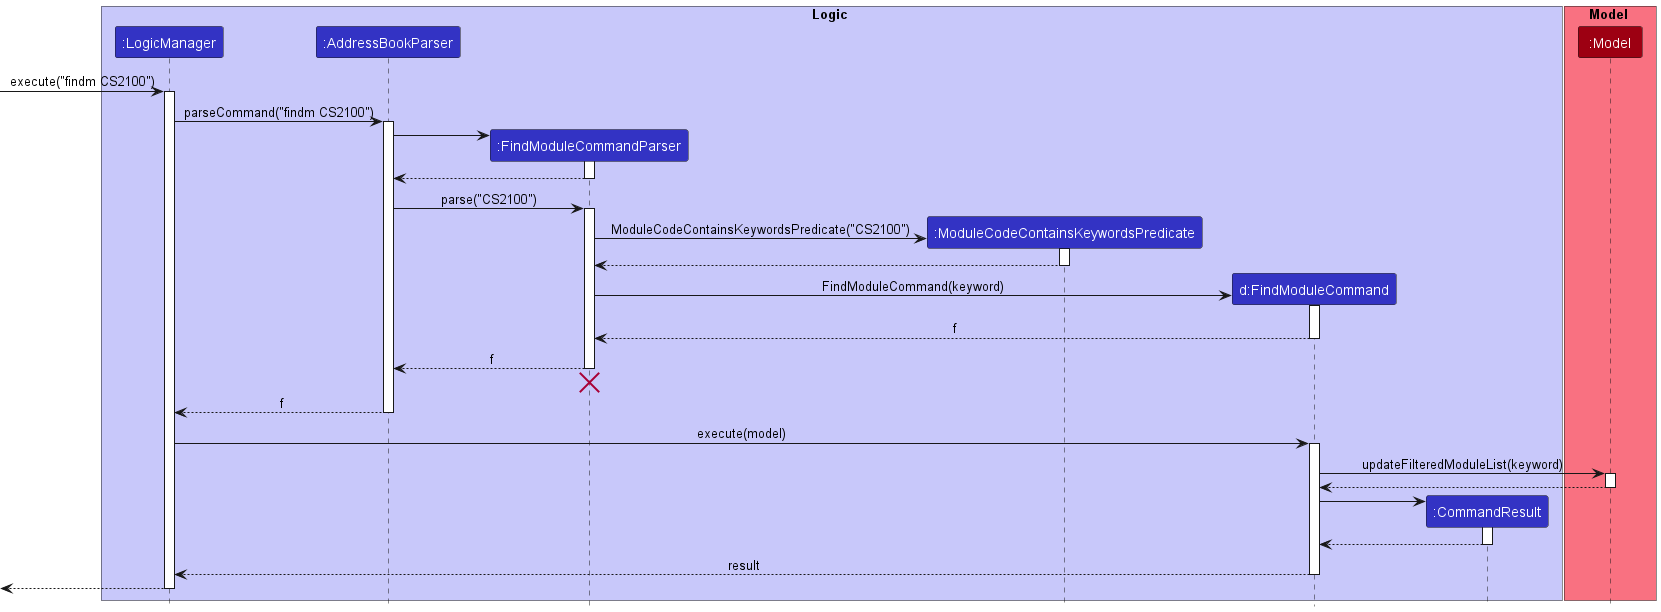 Logic
Model
:LogicManager
:AddressBookParser
:Model
execute("findm CS2100")
parseCommand("findm CS2100")
:FindModuleCommandParser
parse("CS2100")
ModuleCodeContainsKeywordsPredicate("CS2100")
:ModuleCodeContainsKeywordsPredicate
FindModuleCommand(keyword)
d:FindModuleCommand
f
f
f
execute(model)
updateFilteredModuleList(keyword)
:CommandResult
result